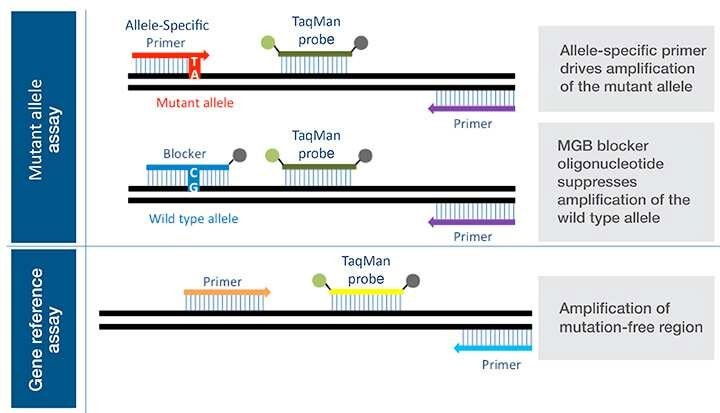 Mutant allele
assay
Allele-Specific
Primer
TaqMan
probe
T
A
Mutant allele
Primer
Allele-specific primer
drives amplification
of the mutant allele
Blocker
TaqMan
probe
C
G
Wild type allele
Primer
MGB blocker
oligonucleotide
suppresses
amplification of the
wild type allele
Gene reference
assay
Primer
TaqMan
probe
Primer
Amplification of
mutation-free region